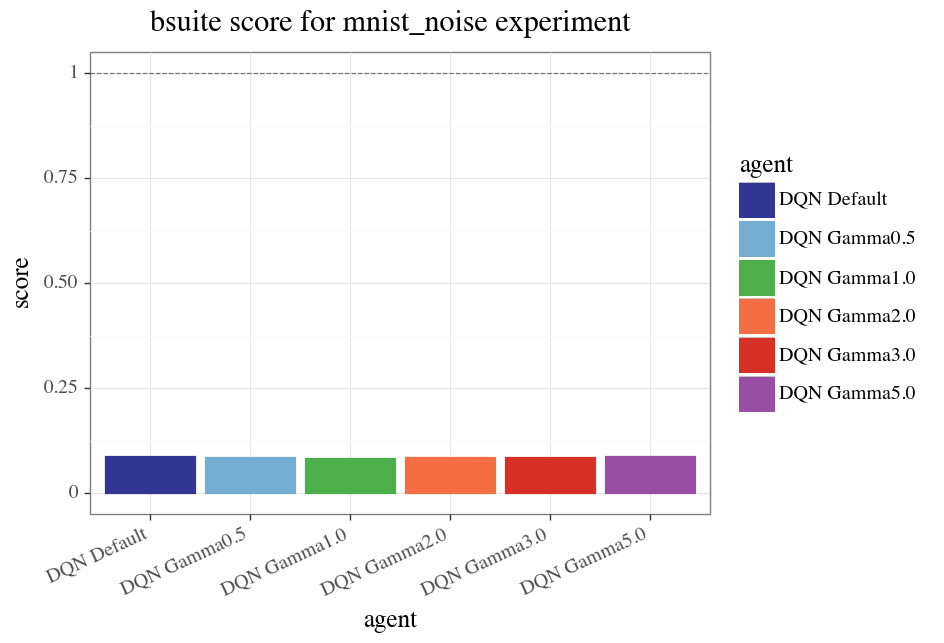 bsuite score for mnist_noise experiment
1
0.75
0.50
0.25
0
score
DQN Default
DQN Gamma0.5
DQN Gamma1.0
DQN Gamma2.0
DQN Gamma3.0
DQN Gamma5.0
agent
agent
DQN Default
DQN Gamma0.5
DQN Gamma1.0
DQN Gamma2.0
DQN Gamma3.0
DQN Gamma5.0